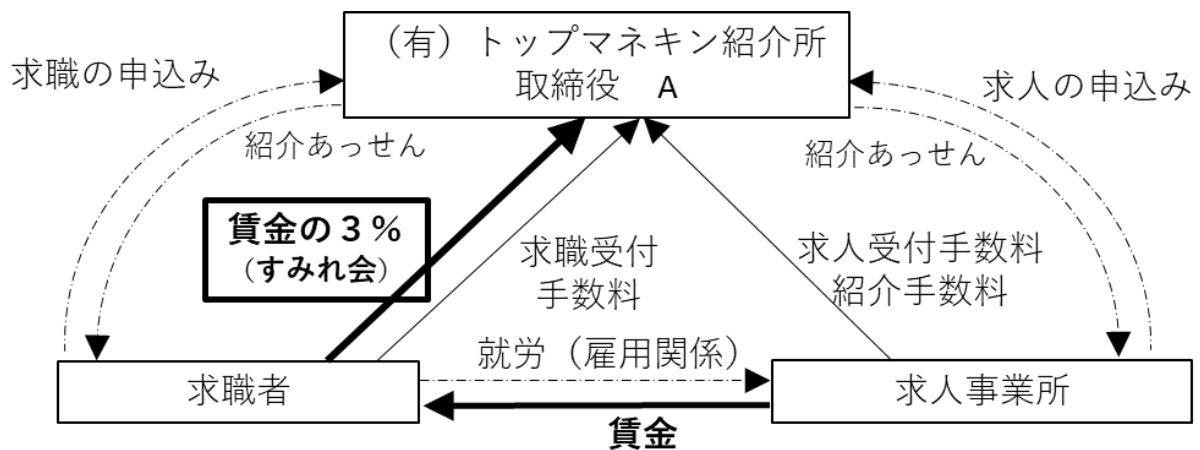 （有）トップマネキン紹介所
取締役　A
求職の申込み
求人の申込み
紹介あっせん
紹介あっせん
賃金の３％
（すみれ会）
求職受付
手数料
求人受付手数料
紹介手数料
就労（雇用関係）
求職者
求人事業所
賃金